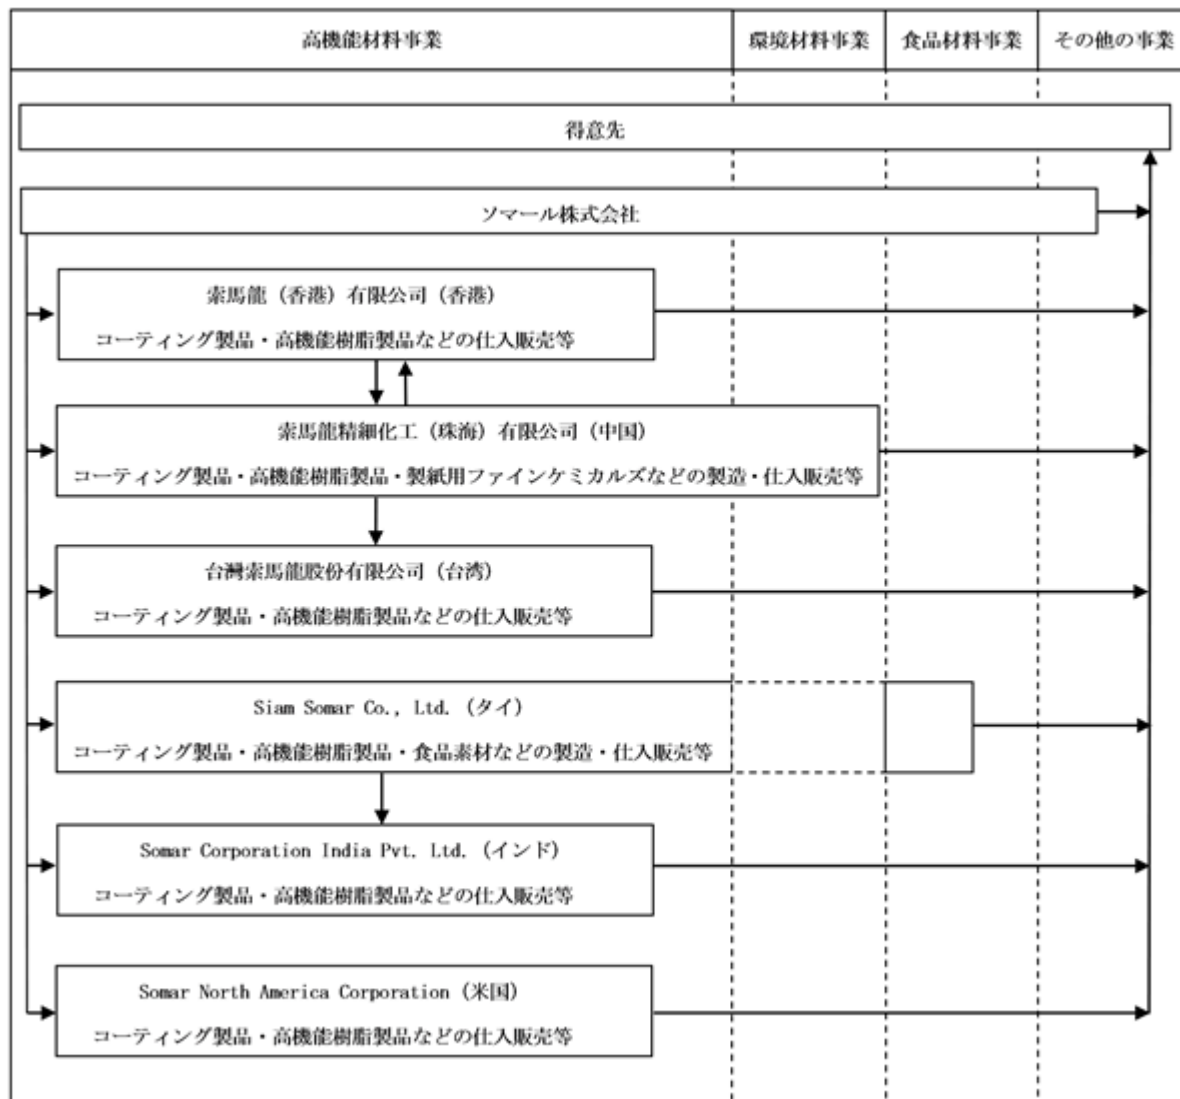 高機能材料事業 環境材料事業 食品材料事業 その他の事業
得意先
ソマール株式会社
索馬龍（香港）有限公司（香港）
コーティング製品・高機能樹脂製品などの仕入販売等
索馬龍精細化工（珠海）有限公司（中国）
コーティング製品・高機能樹脂製品・製紙用ファインケミカルズなどの製造・仕入販売等
台灣索馬龍股份有限公司（台湾）
コーティング製品・高機能樹脂製品などの仕入販売等
Siam Somar Co., Ltd.（タイ）
コーティング製品・高機能樹脂製品・食品素材などの製造・仕入販売等
Somar Corporation India Pvt. Ltd.（インド）
コーティング製品・高機能樹脂製品などの仕入販売等
Somar North America Corporation（米国）
コーティング製品・高機能樹脂製品などの仕入販売等